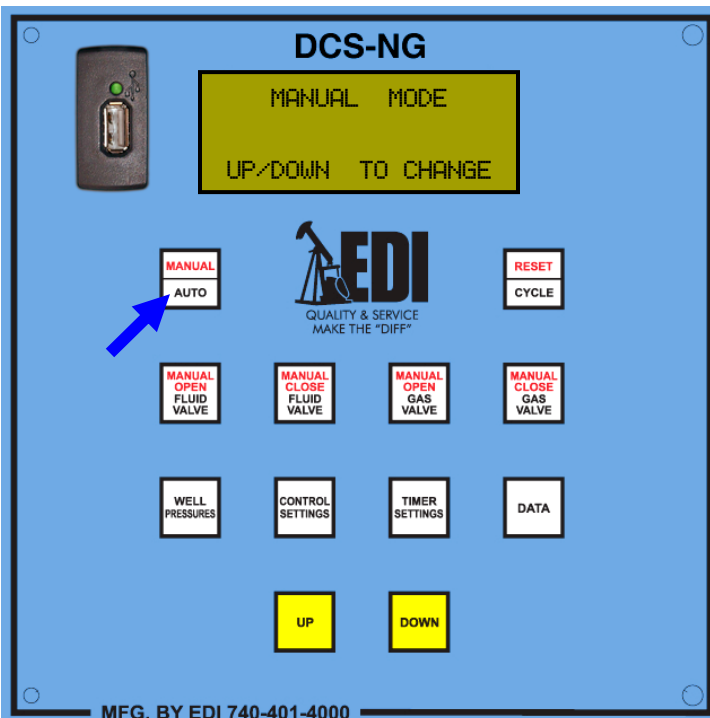 DCS-NG
MANUAL MODE
UP/DOWN TO CHANGE
EDI
QUALITY & SERVICE
MAKE THE "DIFF"
MANUAL
AUTO
RESET
CYCLE
MANUAL
OPEN
FLUID
VALVE
MANUAL
CLOSE
FLUID
VALVE
MANUAL
OPEN
GAS
VALVE
MANUAL
CLOSE
GAS
VALVE
WELL
PRESSURES
CONTROL
SETTINGS
TIMER
SETTINGS
DATA
UP
DOWN
MFG. BY EDI 740-401-4000